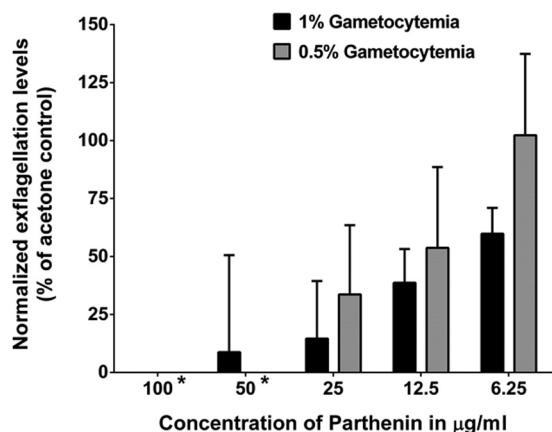 1% Gametocytemia
0.5% Gametocytemia
Normalized exflagellation levels
(% of acetone control)
150
125
100
75
50
25
0
100 * 50 * 25 12.5 6.25
Concentration of Parthenin in μg/ml